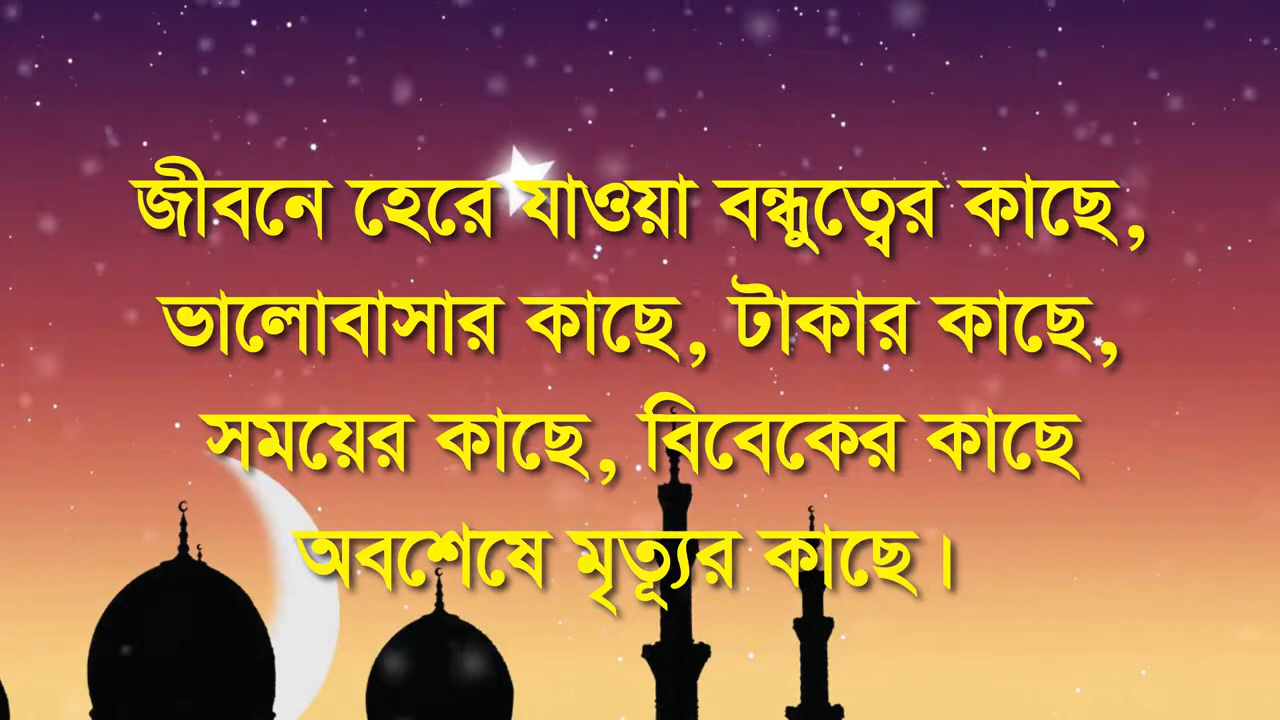 জীবনে হেরে যাওয়া বন্ধুত্বের কাছে,
ভালোবাসার কাছে, টাকার কাছে,
সময়ের কাছে, বিবেকের কাছে
অবশেষে মৃত্যূর কাছে।